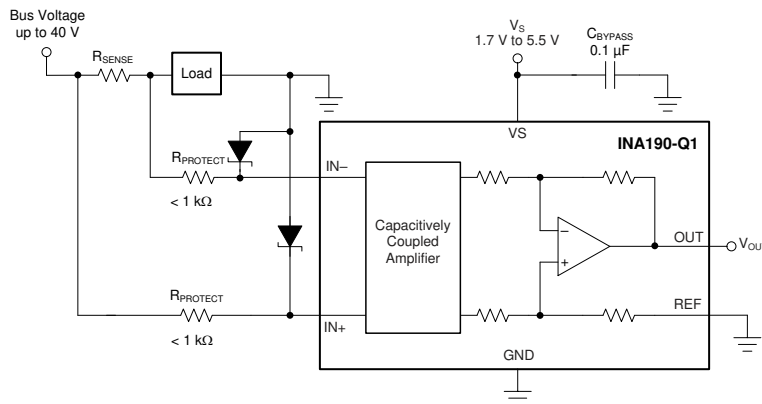 Bus Voltage
up to 40 V
RSENSE
Load
VS
1.7 V to 5.5 V
CBYPASS
0.1 µF
VS
INA190-Q1
RPROTECT
< 1 kΩ
IN–
Capacitively
Coupled
Amplifier
–
+
OUT
VOU
RPROTECT
< 1 kΩ
IN+
REF
GND